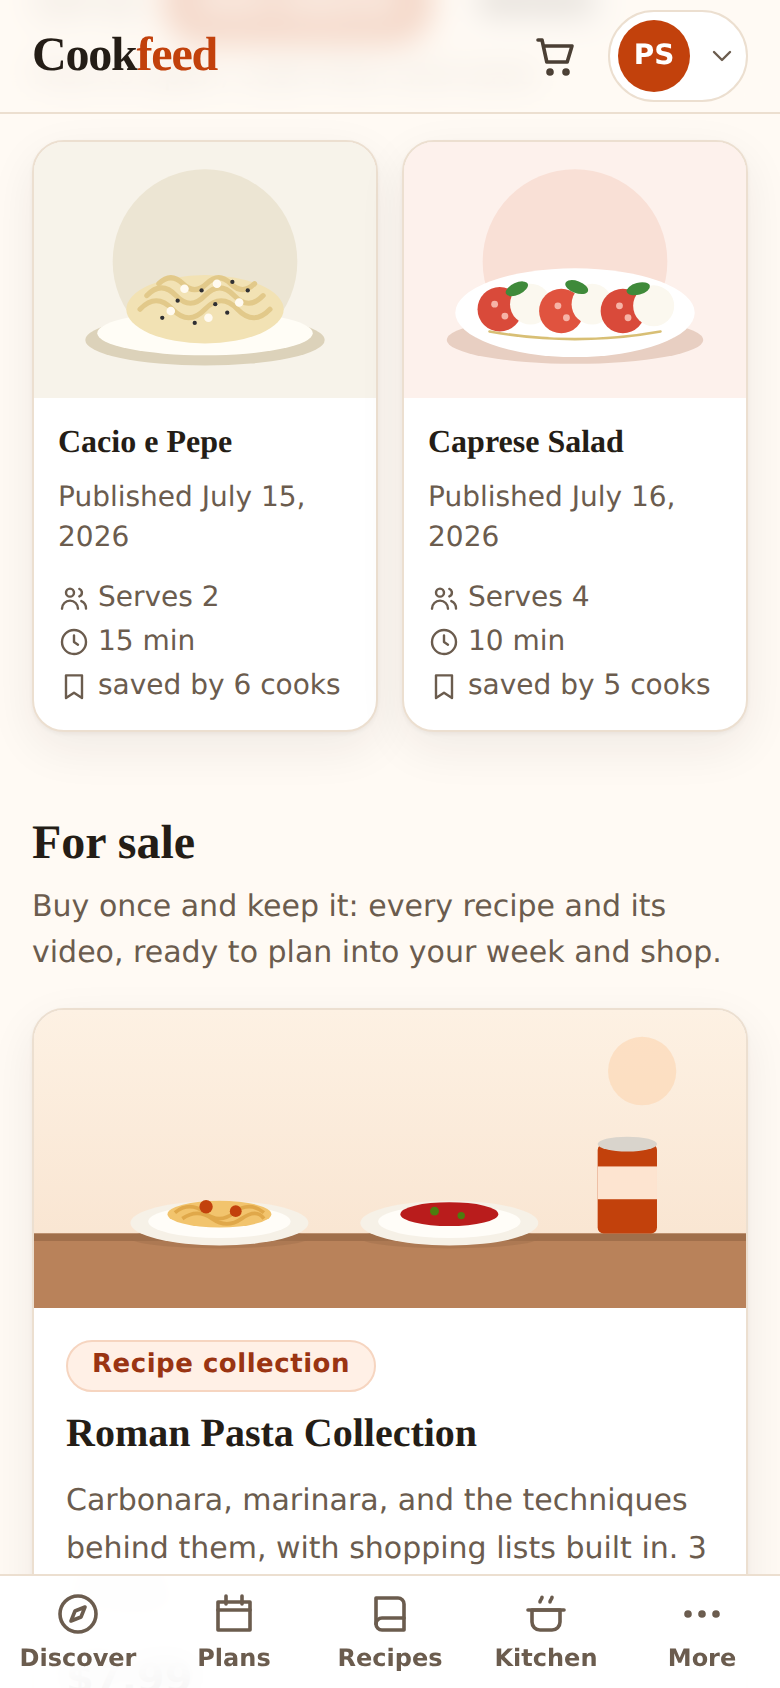 Cookfeed
PS
Cacio e Pepe
Published July 15,
2026
Serves 2
15 min
saved by 6 cooks
Caprese Salad
Published July 16,
2026
Serves 4
10 min
saved by 5 cooks
For sale
Buy once and keep it: every recipe and its
video, ready to plan into your week and shop.
Recipe collection
Roman Pasta Collection
Carbonara, marinara, and the techniques
behind them, with shopping lists built in. 3
Discover
Plans
Recipes
Kitchen
More